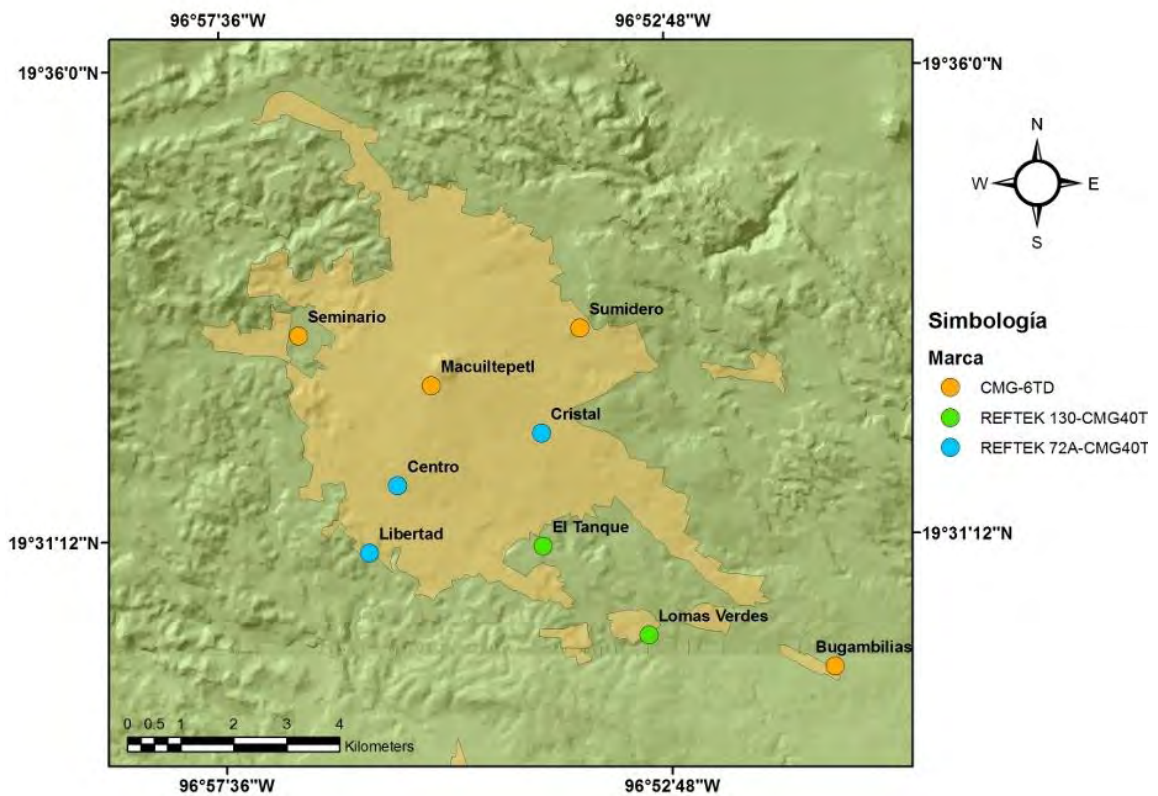 96°57'36"W
96°52'48"W
19°36'0"N
19°36'0"N
N
W
E
S
Sumidero
Seminario
Simbología
Marca
Macuiltepetl
CMG-6TD
Cristal
REFTEK 130-CMG40T
REFTEK 72A-CMG40T
Centro
El Tanque
Libertad
19°31'12"N
19°31'12"N
Lomas Verdes
Bugambilias
0 0.5 1 2 3 4
Kilometers
96°57'36"W
96°52'48"W